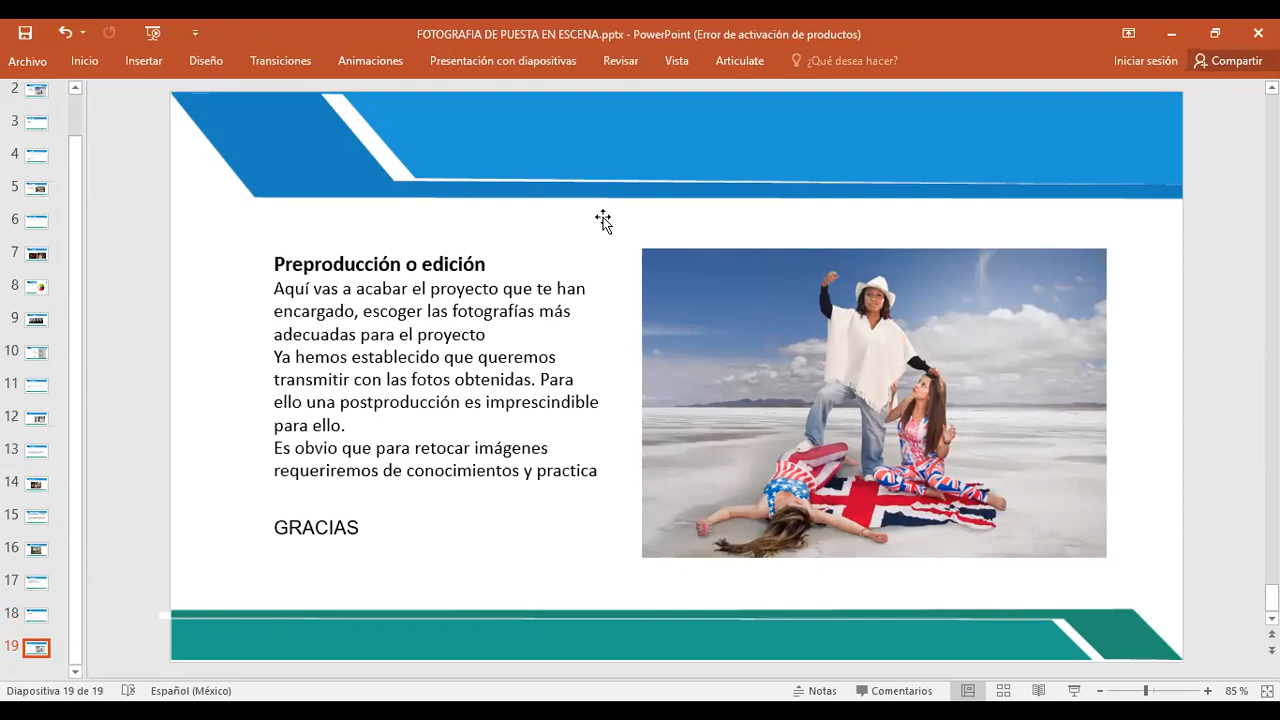 FOTOGRAFIA DE PUESTA EN ESCENA.pptx - PowerPoint (Error de activación de productos)
Archivo Inicio Insertar Diseño Transiciones Animaciones Presentación con diapositivas Revisar Vista Articulate ¿Qué desea hacer? Iniciar sesión Compartir
2
3
4
5
6
7
8
9
10
11
12
13
14
15
16
17
18
19
Preproducción o edición
Aquí vas a acabar el proyecto que te han
encargado, escoger las fotografías más
adecuadas para el proyecto
Ya hemos establecido que queremos
transmitir con las fotos obtenidas. Para
ello una postproducción es imprescindible
para ello.
Es obvio que para retocar imágenes
requeriremos de conocimientos y practica
GRACIAS
Diapositiva 19 de 19 Español (México) Notas Comentarios 85 %